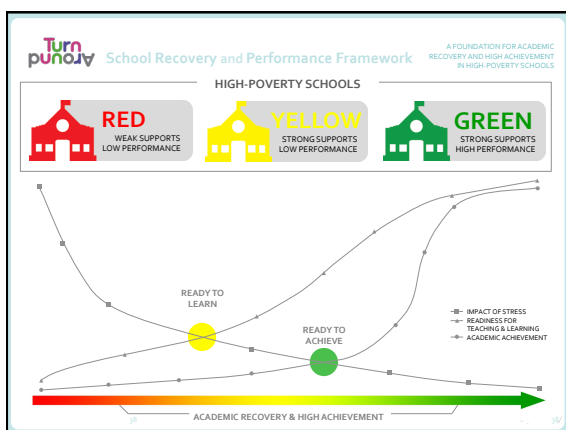 Turn
Around
School Recovery and Performance Framework
A FOUNDATION FOR ACADEMIC
RECOVERY AND HIGH ACHIEVEMENT
IN HIGH-POVERTY SCHOOLS
HIGH-POVERTY SCHOOLS
RED
WEAK SUPPORTS
LOW PERFORMANCE
YELLOW
STRONG SUPPORTS
LOW PERFORMANCE
GREEN
STRONG SUPPORTS
HIGH PERFORMANCE
READY TO
LEARN
READY TO
ACHIEVE
IMPACT OF STRESS
READINESS FOR
TEACHING & LEARNING
ACADEMIC ACHIEVEMENT
ACADEMIC RECOVERY & HIGH ACHIEVEMENT